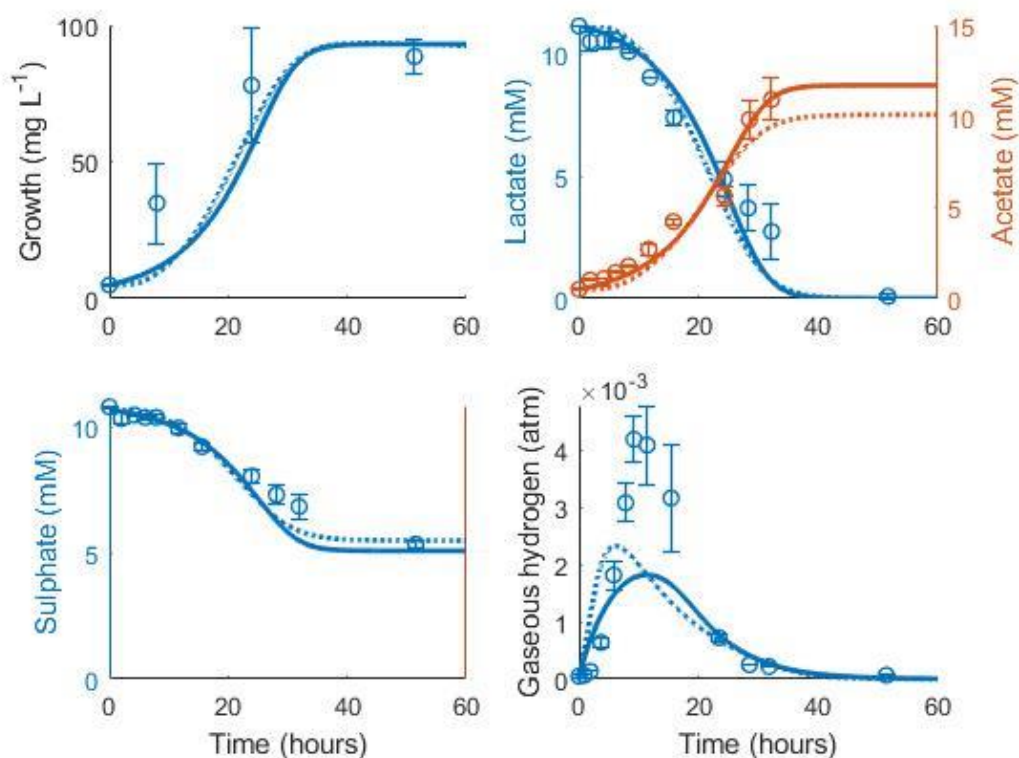 Growth (mg L⁻¹)
100
50
0
0 20 40 60
Lactate (mM)
10
5
0
0 20 40 60
15
10
5
0
Acetate (mM)
Sulphate (mM)
10
5
0
0 20 40 60
Time (hours)
Gaseous hydrogen (atm)
× 10⁻³
4
3
2
1
0
0 20 40 60
Time (hours)